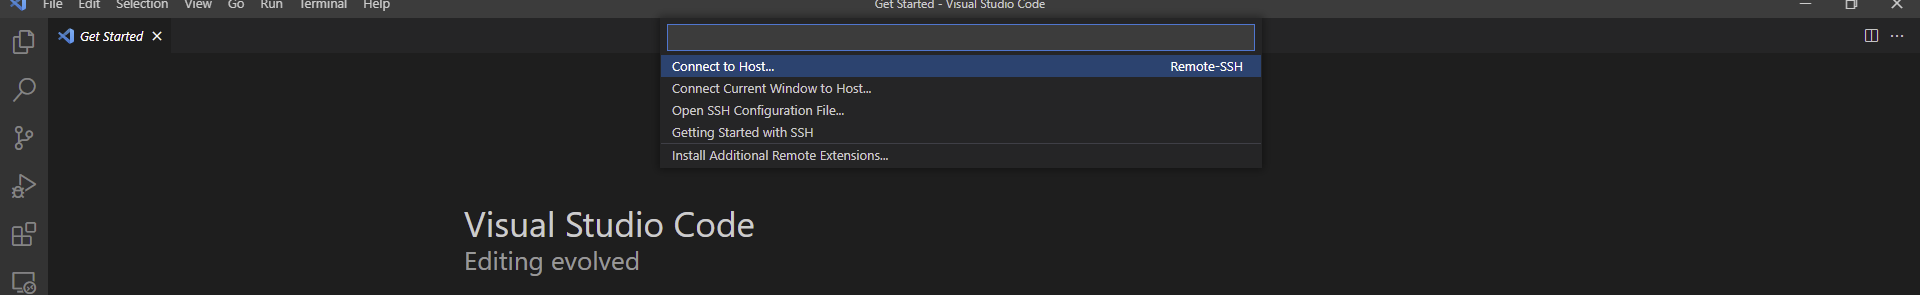 File Edit Selection View Go Run Terminal Help Get Started - Visual Studio Code
Get Started
Connect to Host... Remote-SSH
Connect Current Window to Host...
Open SSH Configuration File...
Getting Started with SSH
Install Additional Remote Extensions...
Visual Studio Code
Editing evolved